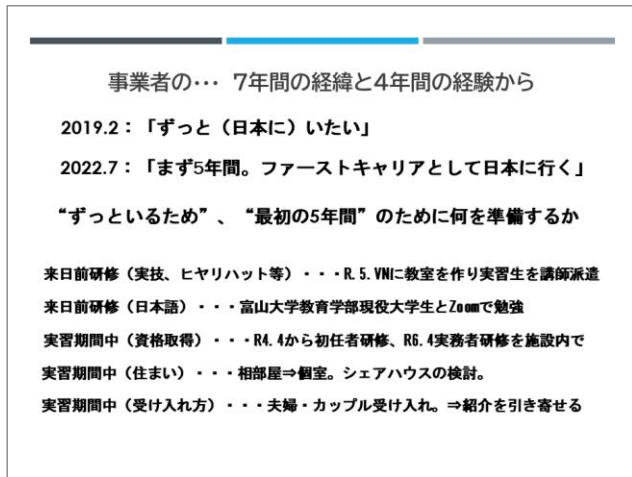 事業者の・・・ 7年間の経緯と4年間の経験から
2019.2：「ずっと（日本に）いたい」
2022.7：「まず5年間。ファーストキャリアとして日本に行く」
“ずっといるため”、“最初の5年間”のために何を準備するか
来日前研修（実技、ヒヤリハット等）・・・R.5.VNに教室を作り実習生を講師派遣
来日前研修（日本語）・・・富山大学教育学部現役大学生とZoomで勉強
実習期間中（資格取得）・・・R4.4から初任者研修、R6.4実務者研修を施設内で
実習期間中（住まい）・・・相部屋⇒個室。シェアハウスの検討。
実習期間中（受け入れ方）・・・夫婦・カップル受け入れ。⇒紹介を引き寄せる